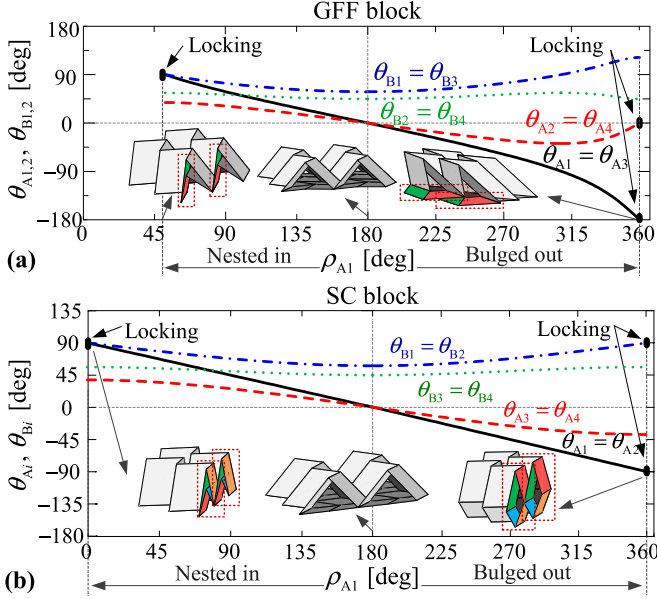 GFF block
θA1,2, θB1,2 [deg]
180
90
0
−90
−180
Locking
Locking
θB1 = θB3
θB2 = θB4
θA2 = θA4
θA1 = θA3
0 45 90 135 180 225 270 315 360
(a)
Nested in
ρA1 [deg]
Bulged out
SC block
θAi, θBi [deg]
135
90
45
0
-45
-90
-135
−180
Locking
Locking
θB1 = θB2
θB3 = θB4
θA3 = θA4
θA1 = θA2
0 45 90 135 180 225 270 315 360
(b)
Nested in
ρA1 [deg]
Bulged out